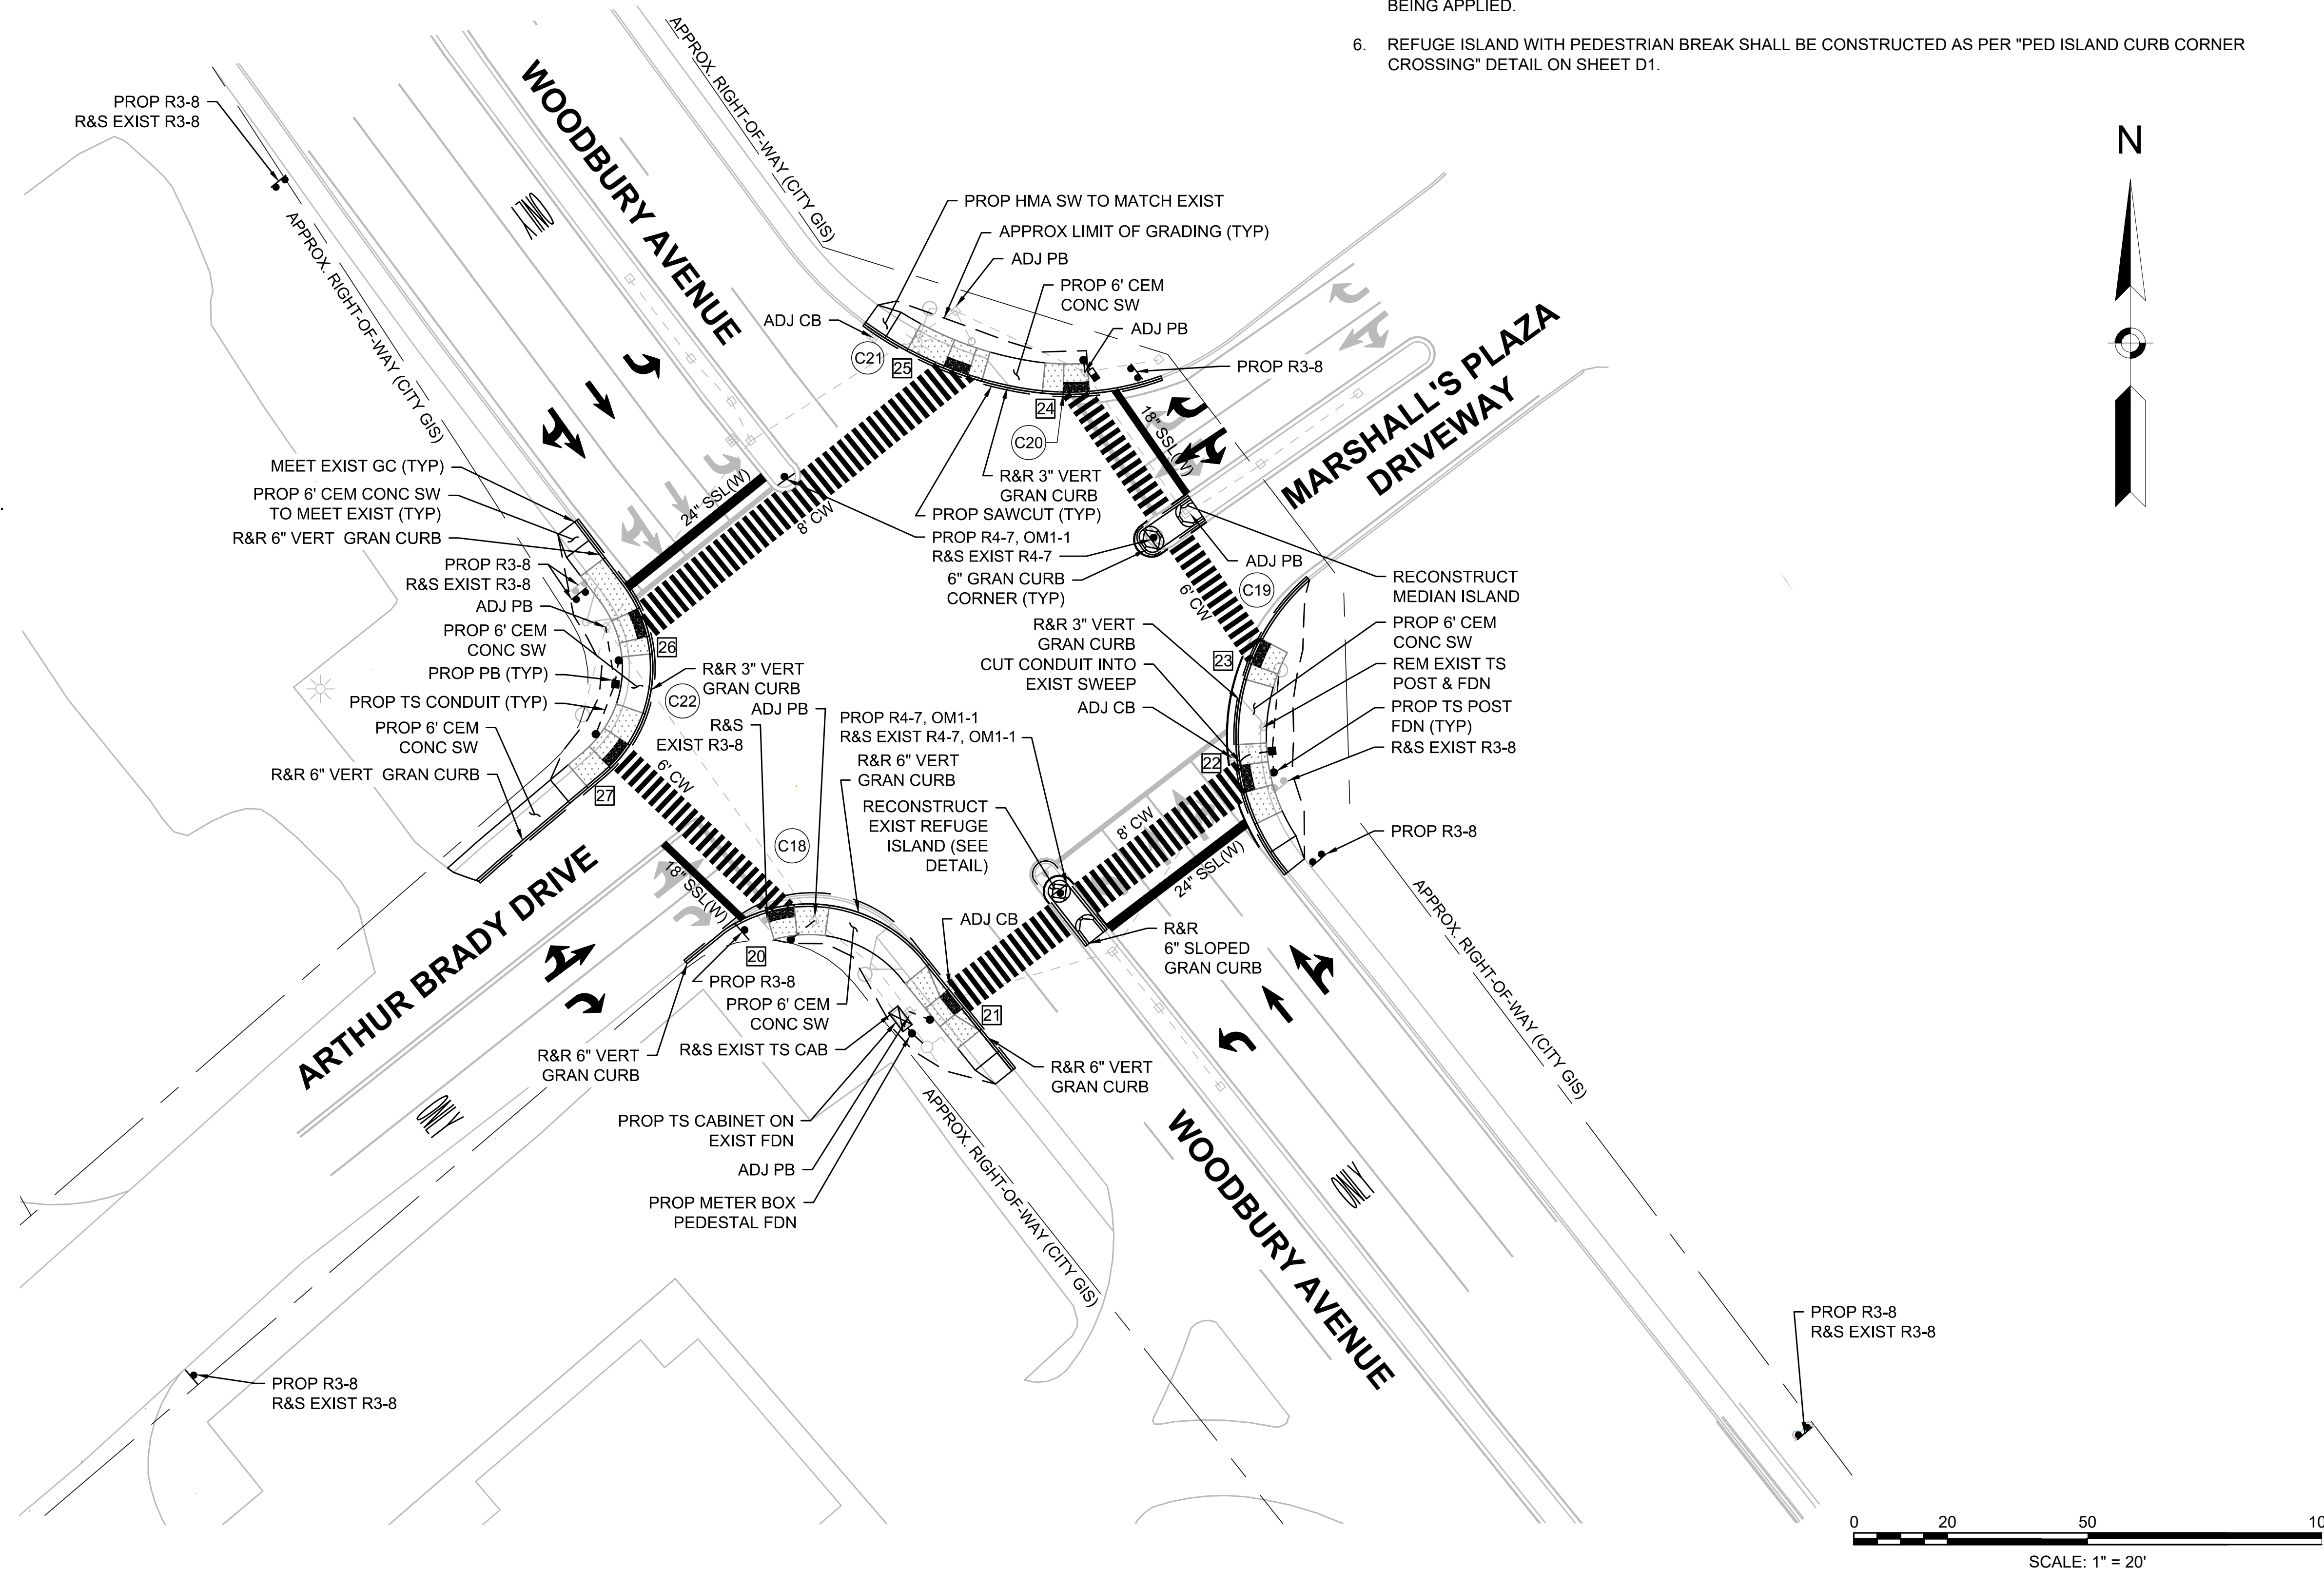 BEING APPLIED.
6. REFUGE ISLAND WITH PEDESTRIAN BREAK SHALL BE CONSTRUCTED AS PER "PED ISLAND CURB CORNER
CROSSING" DETAIL ON SHEET D1.
N
PROP R3-8
R&S EXIST R3-8
WOODBURY AVENUE
APPROX. RIGHT-OF-WAY (CITY GIS)
APPROX. RIGHT-OF-WAY (CITY GIS)
ONLY
PROP HMA SW TO MATCH EXIST
APPROX LIMIT OF GRADING (TYP)
ADJ PB
PROP 6' CEM
CONC SW
ADJ CB
ADJ PB
PROP R3-8
C21
25
24
C20
MARSHALL'S PLAZA
DRIVEWAY
18" SSL(W)
24" SSL(W)
8' CW
R&R 3" VERT
GRAN CURB
PROP SAWCUT (TYP)
PROP R4-7, OM1-1
R&S EXIST R4-7
6" GRAN CURB
CORNER (TYP)
ADJ PB
6' CW
C19
MEET EXIST GC (TYP)
PROP 6' CEM CONC SW
TO MEET EXIST (TYP)
R&R 6" VERT GRAN CURB
PROP R3-8
R&S EXIST R3-8
ADJ PB
PROP 6' CEM
CONC SW
PROP PB (TYP)
PROP TS CONDUIT (TYP)
PROP 6' CEM
CONC SW
R&R 6" VERT GRAN CURB
26
C22
27
R&R 3" VERT
GRAN CURB
ADJ PB
R&S
EXIST R3-8
6' CW
RECONSTRUCT
MEDIAN ISLAND
PROP 6' CEM
CONC SW
REM EXIST TS
POST & FDN
PROP TS POST
FDN (TYP)
R&S EXIST R3-8
PROP R3-8
R&R 3" VERT
GRAN CURB
CUT CONDUIT INTO
EXIST SWEEP
ADJ CB
23
22
PROP R4-7, OM1-1
R&S EXIST R4-7, OM1-1
R&R 6" VERT
GRAN CURB
RECONSTRUCT
EXIST REFUGE
ISLAND (SEE
DETAIL)
8' CW
24" SSL(W)
C18
18" SSL(W)
ADJ CB
R&R
6" SLOPED
GRAN CURB
ARTHUR BRADY DRIVE
20
PROP R3-8
PROP 6' CEM
CONC SW
R&S EXIST TS CAB
21
R&R 6" VERT
GRAN CURB
R&R 6" VERT
GRAN CURB
PROP TS CABINET ON
EXIST FDN
ADJ PB
PROP METER BOX
PEDESTAL FDN
ONLY
APPROX. RIGHT-OF-WAY (CITY GIS)
APPROX. RIGHT-OF-WAY (CITY GIS)
WOODBURY AVENUE
ONLY
PROP R3-8
R&S EXIST R3-8
PROP R3-8
R&S EXIST R3-8
0 20 50 10
SCALE: 1" = 20'